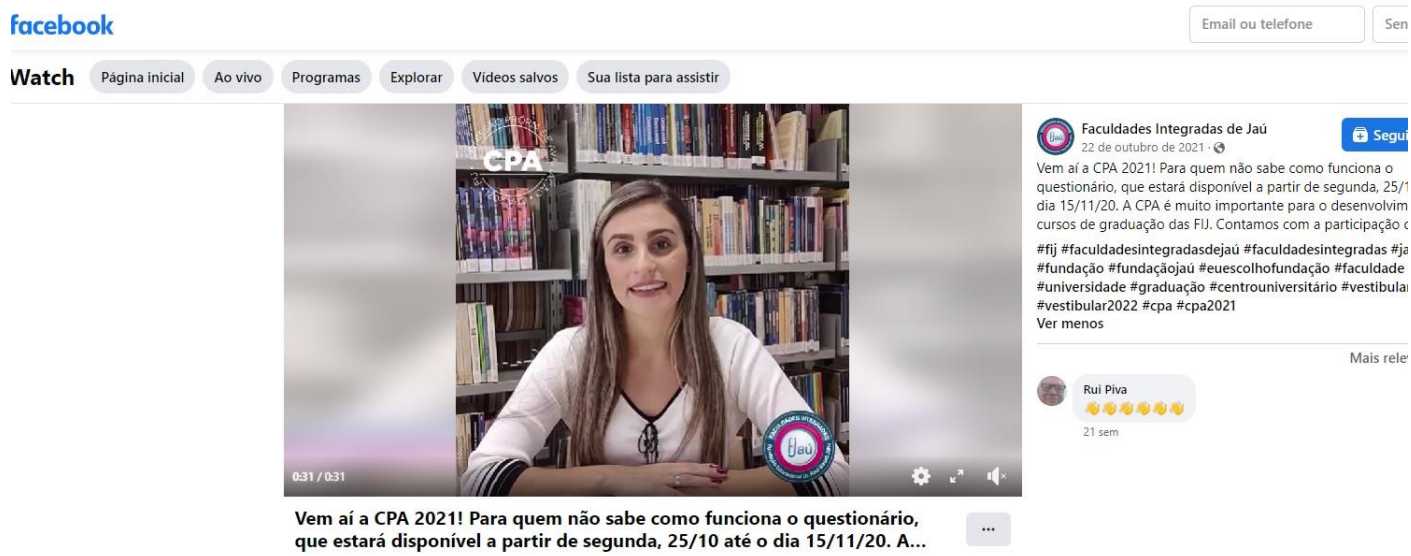 facebook
Email ou telefone
Watch
Página inicial
Ao vivo
Programas
Explorar
Vídeos salvos
Sua lista para assistir
CPA
Jaú
0:31 / 0:31
Vem aí a CPA 2021! Para quem não sabe como funciona o questionário,
que estará disponível a partir de segunda, 25/10 até o dia 15/11/20. A...
Faculdades Integradas de Jaú
22 de outubro de 2021 ·
Vem aí a CPA 2021! Para quem não sabe como funciona o
questionário, que estará disponível a partir de segunda, 25/1
dia 15/11/20. A CPA é muito importante para o desenvolvim
cursos de graduação das FIJ. Contamos com a participação
#fij #faculdadesintegradasdejaú #faculdadesintegradas #ja
#fundação #fundaçãojaú #euescolhofundação #faculdade
#universidade #graduação #centrouniversitário #vestibular
#vestibular2022 #cpa #cpa2021
Ver menos
Mais rele
Rui Piva
21 sem